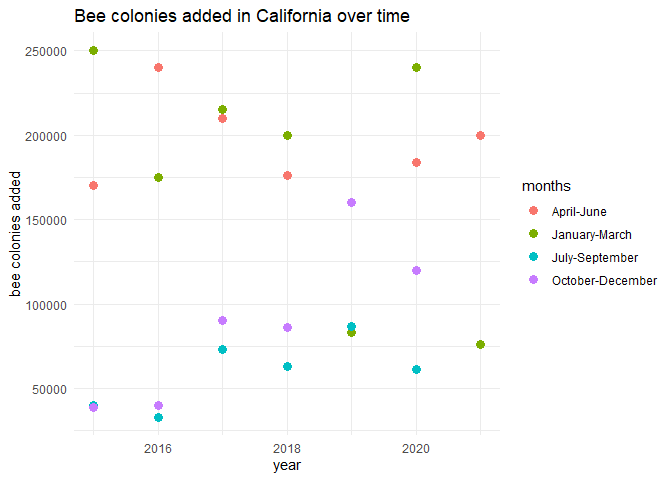 Bee colonies added in California over time
250000
200000
150000
100000
50000
bee colonies added
2016 2018 2020
year
months
April-June
January-March
July-September
October-December